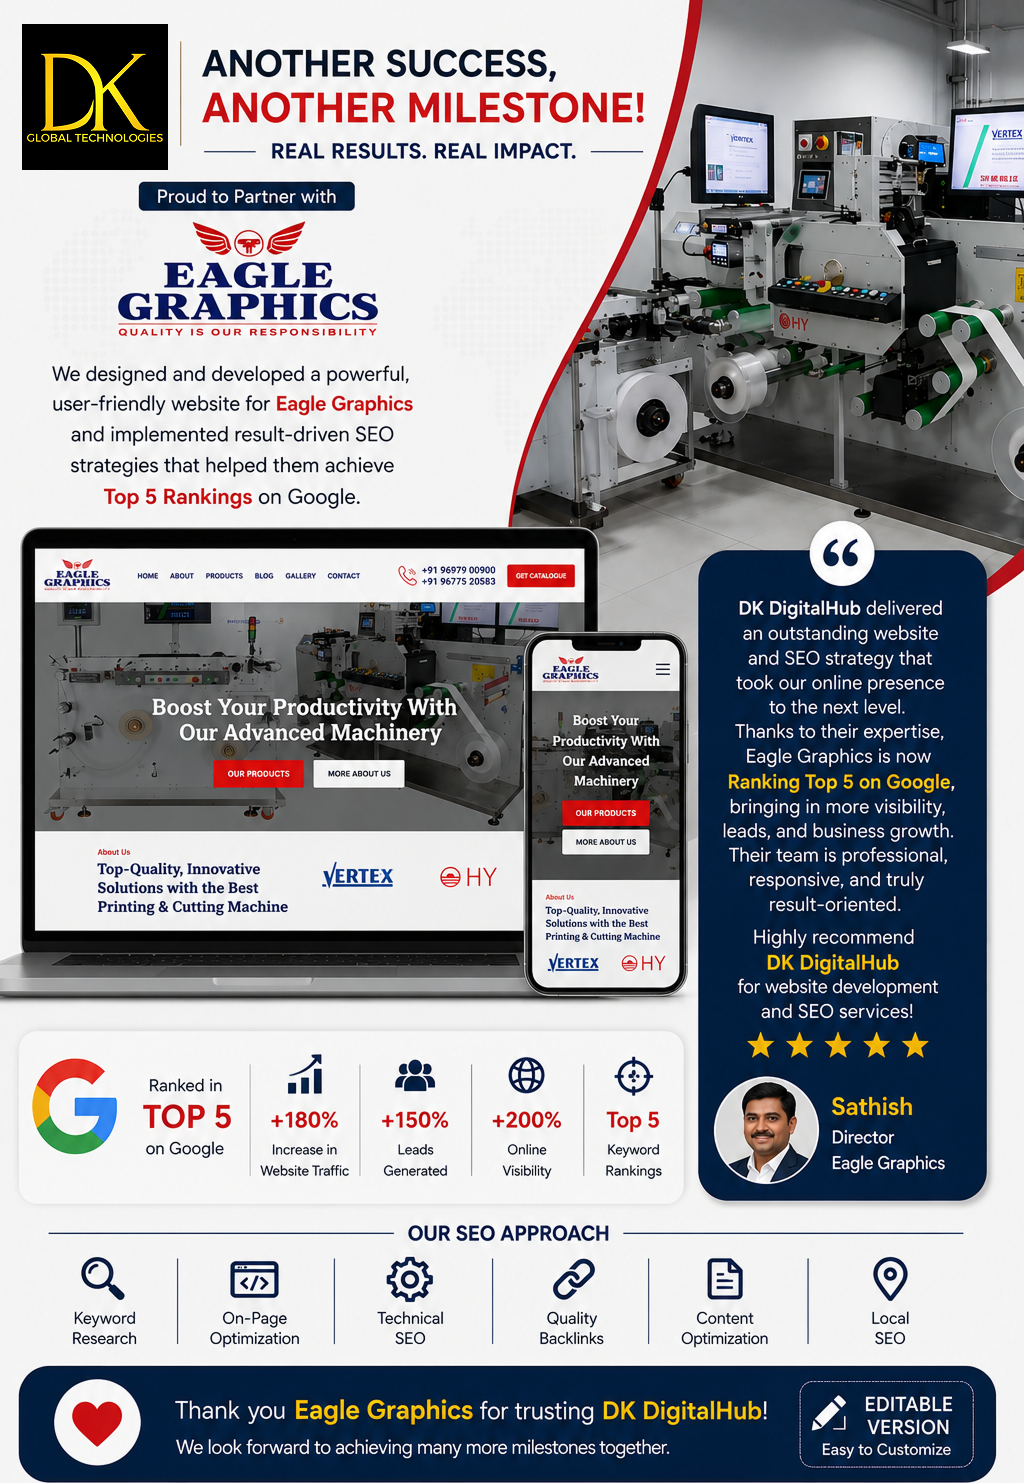 DK
GLOBAL TECHNOLOGIES
ANOTHER SUCCESS,
ANOTHER MILESTONE!
REAL RESULTS. REAL IMPACT.
Proud to Partner with
EAGLE
GRAPHICS
QUALITY IS OUR RESPONSIBILITY
We designed and developed a powerful,
user-friendly website for Eagle Graphics
and implemented result-driven SEO
strategies that helped them achieve
Top 5 Rankings on Google.
VERTEX
VERTEX
HY
EAGLE
GRAPHICS
HOME ABOUT PRODUCTS BLOG GALLERY CONTACT
+91 96979 00900
+91 96775 20583
GET CATALOGUE
Boost Your Productivity With
Our Advanced Machinery
OUR PRODUCTS MORE ABOUT US
About Us
Top-Quality, Innovative
Solutions with the Best
Printing & Cutting Machine
VERTEX HY
EAGLE
GRAPHICS
Boost Your
Productivity With
Our Advanced
Machinery
OUR PRODUCTS
MORE ABOUT US
About Us
Top-Quality, Innovative
Solutions with the Best
Printing & Cutting Machine
VERTEX HY
“
DK DigitalHub delivered
an outstanding website
and SEO strategy that
took our online presence
to the next level.
Thanks to their expertise,
Eagle Graphics is now
Ranking Top 5 on Google,
bringing in more visibility,
leads, and business growth.
Their team is professional,
responsive, and truly
result-oriented.
Highly recommend
DK DigitalHub
for website development
and SEO services!
Sathish
Director
Eagle Graphics
G
Ranked in
TOP 5
on Google
+180%
Increase in
Website Traffic
+150%
Leads
Generated
+200%
Online
Visibility
Top 5
Keyword
Rankings
OUR SEO APPROACH
Keyword
Research
On-Page
Optimization
Technical
SEO
Quality
Backlinks
Content
Optimization
Local
SEO
Thank you Eagle Graphics for trusting DK DigitalHub!
We look forward to achieving many more milestones together.
EDITABLE
VERSION
Easy to Customize